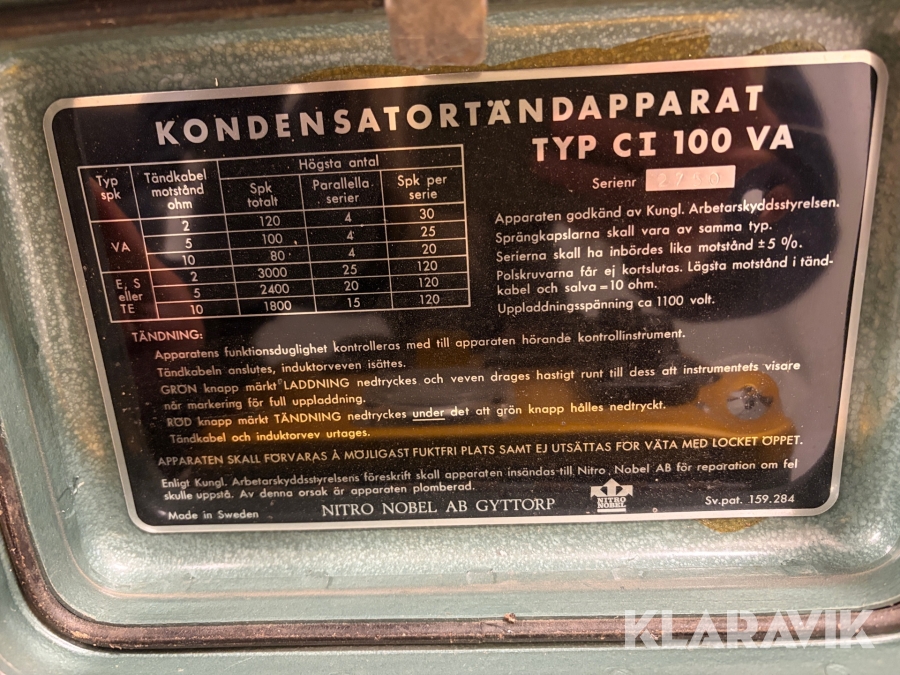 KONDENSATORTÄNDAPPARAT
TYP CI 100 VA
Serienr
Typ spk | Tändkabel motstånd ohm | Högsta antal
Spk totalt | Parallella serier | Spk per serie
VA | 2 | 120 | 4 | 30
5 | 100 | 4 | 25
10 | 80 | 4 | 20
E, S eller TE | 2 | 3000 | 25 | 120
5 | 2400 | 20 | 120
10 | 1800 | 15 | 120
Apparaten godkänd av Kungl. Arbetarskyddsstyrelsen.
Sprängkapslarna skall vara av samma typ.
Serierna skall ha inbördes lika motstånd ±5 %.
Polskruvarna får ej kortslutas. Lägsta motstånd i tänd-
kabel och salva = 10 ohm.
Uppladdningsspänning ca 1100 volt.
TÄNDNING:
Apparatens funktionsduglighet kontrolleras med till apparaten hörande kontrollinstrument.
Tändkabeln anslutes, induktorveven isättes.
GRÖN knapp märkt LADDNING nedtryckes och veven drages hastigt runt till dess att instrumentets visare
når markering för full uppladdning.
RÖD knapp märkt TÄNDNING nedtryckes under det att grön knapp hålles nedtryckt.
Tändkabel och induktorvev urtages.
APPARATEN SKALL FÖRVARAS Å MÖJLIGAST FUKTFRI PLATS SAMT EJ UTSÄTTAS FÖR VÄTA MED LOCKET ÖPPET.
Enligt Kungl. Arbetarskyddsstyrelsens föreskrift skall apparaten insändas till Nitro Nobel AB för reparation om fel
skulle uppstå. Av denna orsak är apparaten plomberad.
Made in Sweden
NITRO NOBEL AB GYTTORP
NITRO
NOBEL
Sv.pat. 159.284
KLARAVIK